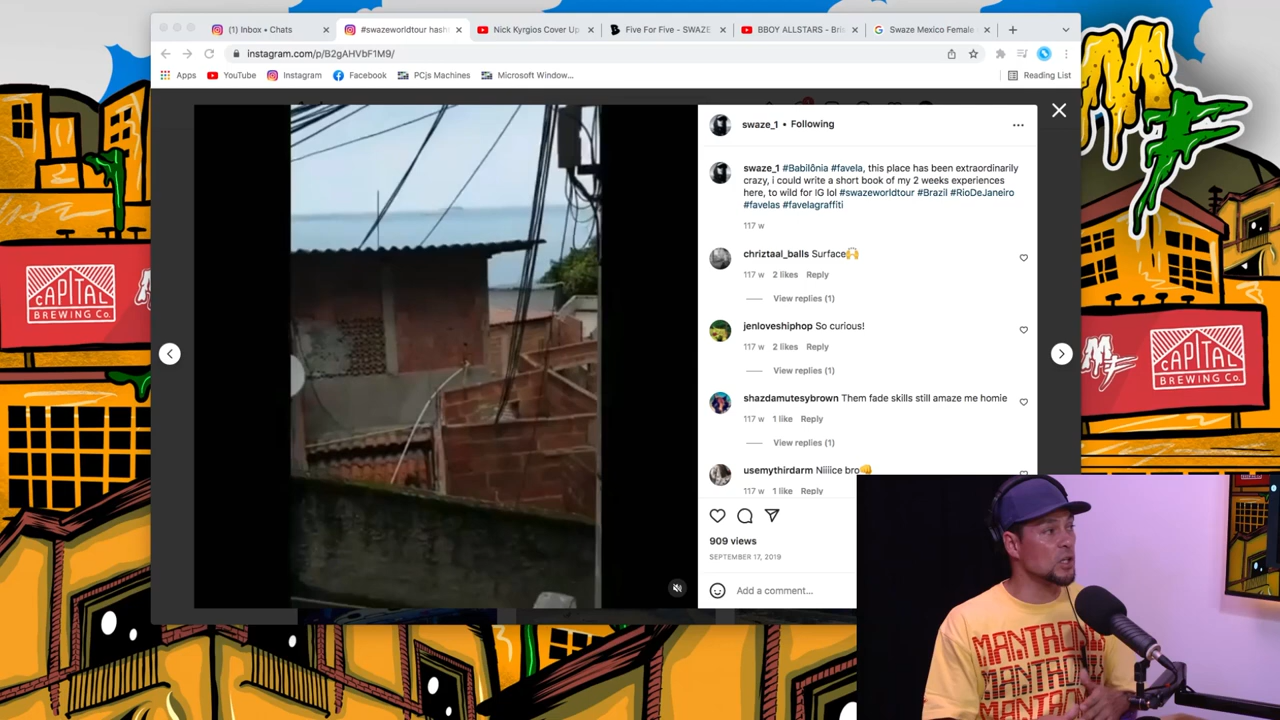 (1) Inbox • Chats
#swazeworldtour hash
Nick Kyrgios Cover Up
Five For Five - SWAZE
BBOY ALLSTARS - Bris
Swaze Mexico Female
instagram.com/p/B2gAHVbF1M9/
Apps
YouTube
Instagram
Facebook
PCjs Machines
Microsoft Window...
Reading List
swaze_1 • Following
swaze_1 #Babilônia #favela, this place has been extraordinarily
crazy, i could write a short book of my 2 weeks experiences
here, to wild for IG lol #swazeworldtour #Brazil #RioDeJaneiro
#favelas #favelagraffiti
117 w
chriztaal_balls Surface🙌
117 w 2 likes Reply
View replies (1)
jenloveshiphop So curious!
117 w 2 likes Reply
View replies (1)
shazdamutesybrown Them fade skills still amaze me homie
117 w 1 like Reply
View replies (1)
usemythirdarm Niiiice bro👊
117 w 1 like Reply
909 views
SEPTEMBER 17, 2019
Add a comment...
CAPITAL
BREWING Co.
CAPITAL
BREWING Co.
MF
MF
MANTRONIX
MANTRONI
MANTRO